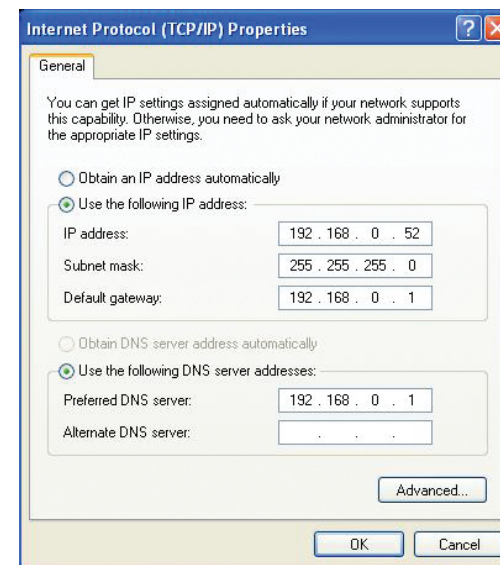 Internet Protocol (TCP/IP) Properties
General
You can get IP settings assigned automatically if your network supports
this capability. Otherwise, you need to ask your network administrator for
the appropriate IP settings.
Obtain an IP address automatically
Use the following IP address:
IP address: 192 . 168 . 0 . 52
Subnet mask: 255 . 255 . 255 . 0
Default gateway: 192 . 168 . 0 . 1
Obtain DNS server address automatically
Use the following DNS server addresses:
Preferred DNS server: 192 . 168 . 0 . 1
Alternate DNS server: . . .
Advanced...
OK Cancel